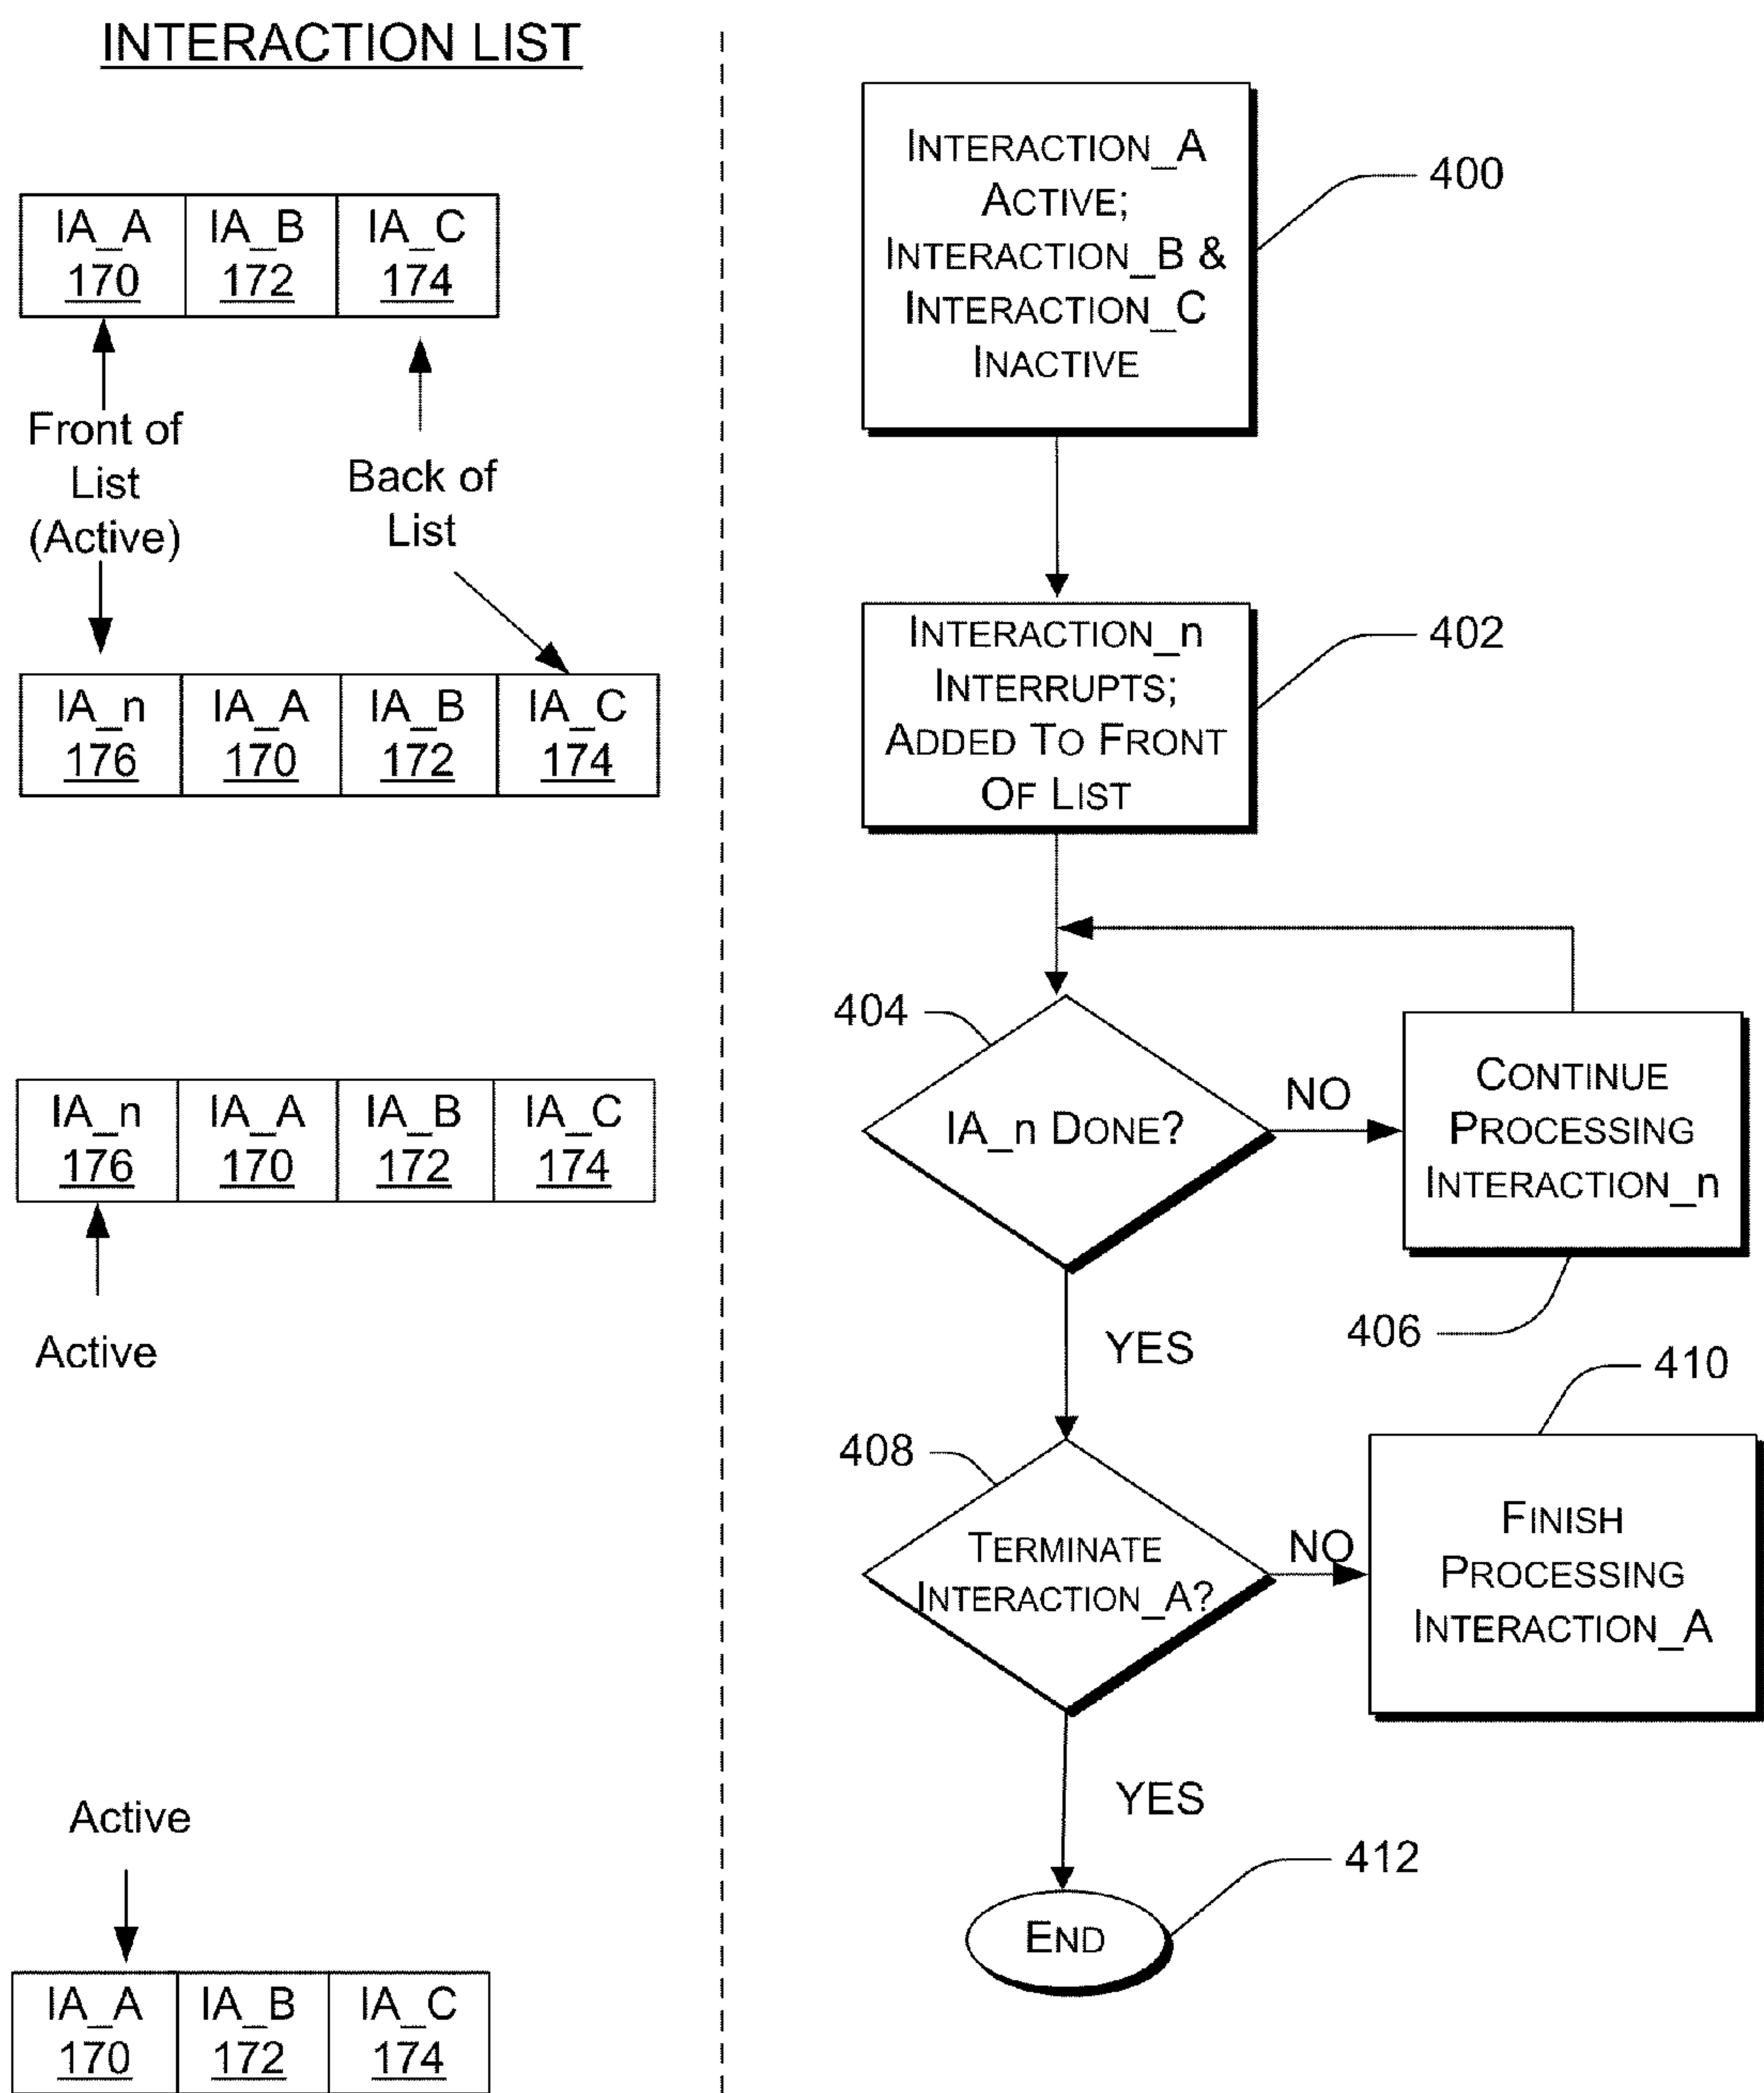 INTERACTION LIST
IA_A
170
IA_B
172
IA_C
174
Front of
List
(Active)
Back of
List
IA_n
176
IA_A
170
IA_B
172
IA_C
174
IA_n
176
IA_A
170
IA_B
172
IA_C
174
Active
Active
IA_A
170
IA_B
172
IA_C
174
INTERACTION_A
ACTIVE;
INTERACTION_B &
INTERACTION_C
INACTIVE
400
INTERACTION_n
INTERRUPTS;
ADDED TO FRONT
OF LIST
402
404
IA_n DONE?
NO
CONTINUE
PROCESSING
INTERACTION_n
406
YES
408
TERMINATE
INTERACTION_A?
NO
410
FINISH
PROCESSING
INTERACTION_A
YES
412
END